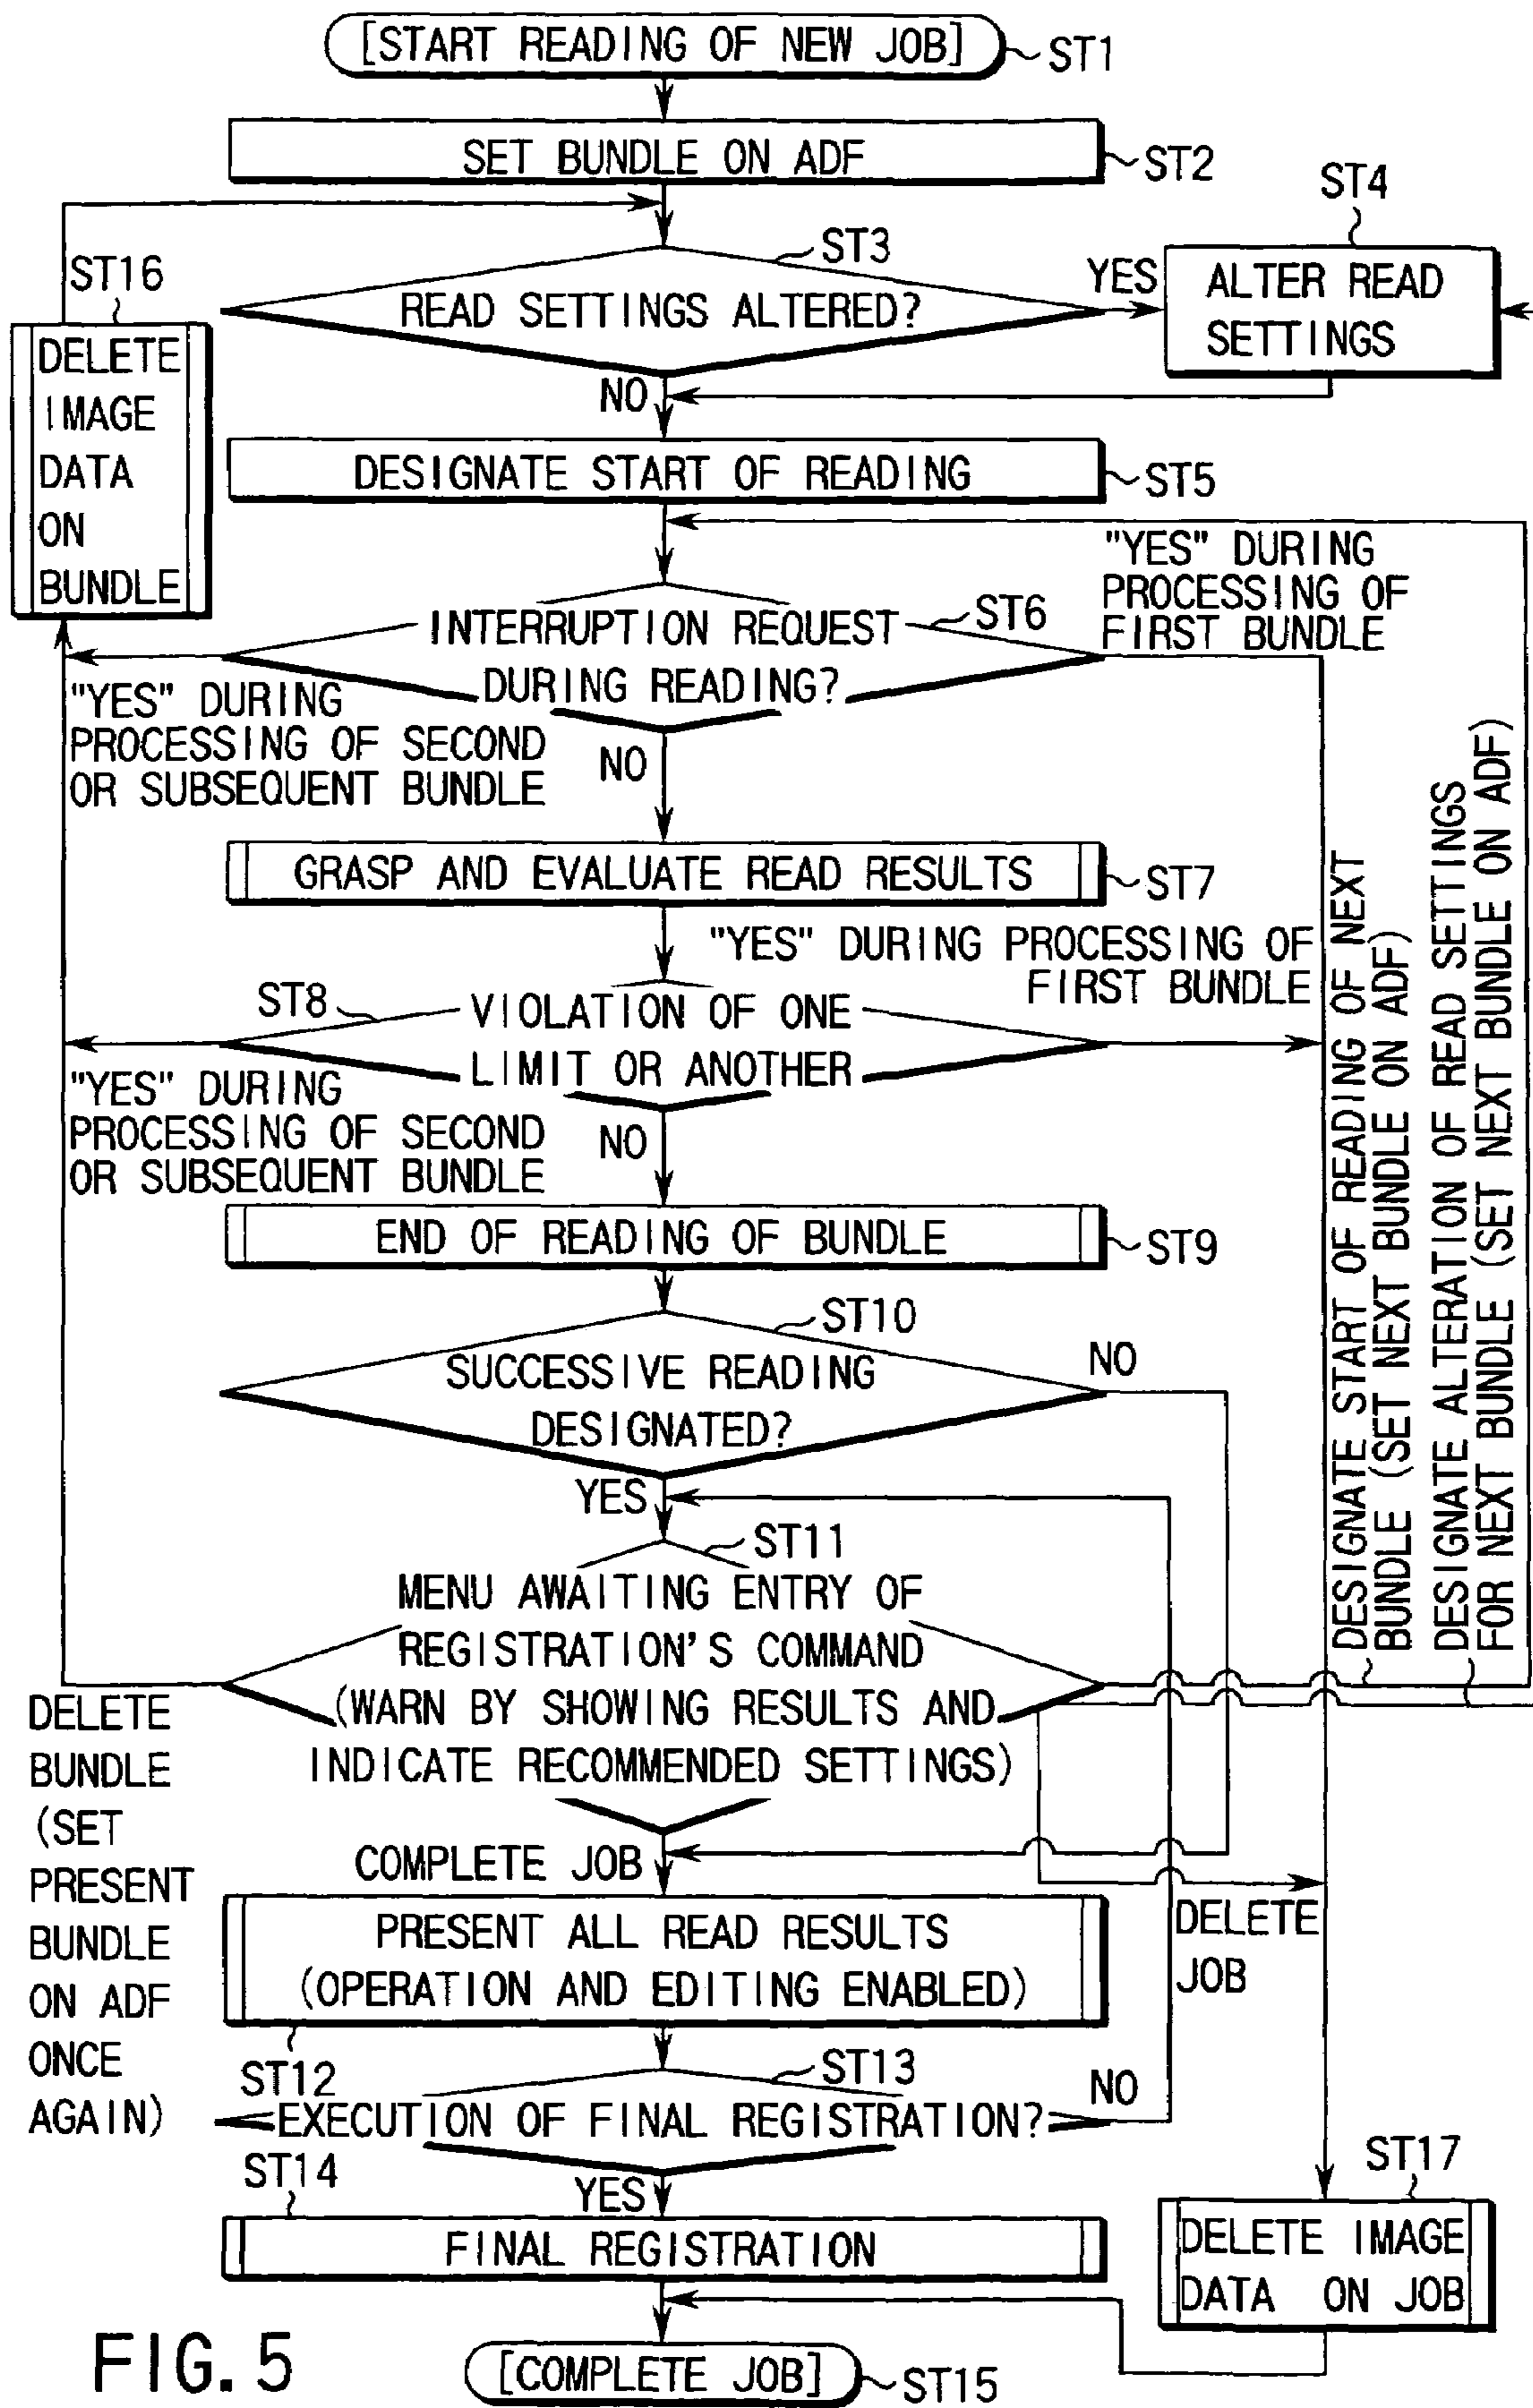 [START READING OF NEW JOB]
ST1
SET BUNDLE ON ADF
ST2
ST3
READ SETTINGS ALTERED?
YES
ST4
ALTER READ
SETTINGS
NO
ST16
DELETE
IMAGE
DATA
ON
BUNDLE
DESIGNATE START OF READING
ST5
INTERRUPTION REQUEST
DURING READING?
ST6
"YES" DURING
PROCESSING OF
FIRST BUNDLE
"YES" DURING
PROCESSING OF SECOND
OR SUBSEQUENT BUNDLE
NO
GRASP AND EVALUATE READ RESULTS
ST7
"YES" DURING PROCESSING OF
FIRST BUNDLE
ST8
VIOLATION OF ONE
LIMIT OR ANOTHER
"YES" DURING
PROCESSING OF SECOND
OR SUBSEQUENT BUNDLE
NO
END OF READING OF BUNDLE
ST9
ST10
SUCCESSIVE READING
DESIGNATED?
NO
YES
ST11
MENU AWAITING ENTRY OF
REGISTRATION'S COMMAND
(WARN BY SHOWING RESULTS AND
INDICATE RECOMMENDED SETTINGS)
DESIGNATE START OF READING OF NEXT
BUNDLE (SET NEXT BUNDLE ON ADF)
DESIGNATE ALTERATION OF READ SETTINGS
FOR NEXT BUNDLE (SET NEXT BUNDLE ON ADF)
DELETE
BUNDLE
(SET
PRESENT
BUNDLE
ON ADF
ONCE
AGAIN)
COMPLETE JOB
DELETE
JOB
PRESENT ALL READ RESULTS
(OPERATION AND EDITING ENABLED)
ST12
ST13
EXECUTION OF FINAL REGISTRATION?
NO
YES
ST14
FINAL REGISTRATION
ST17
DELETE IMAGE
DATA ON JOB
[COMPLETE JOB]
ST15
FIG. 5